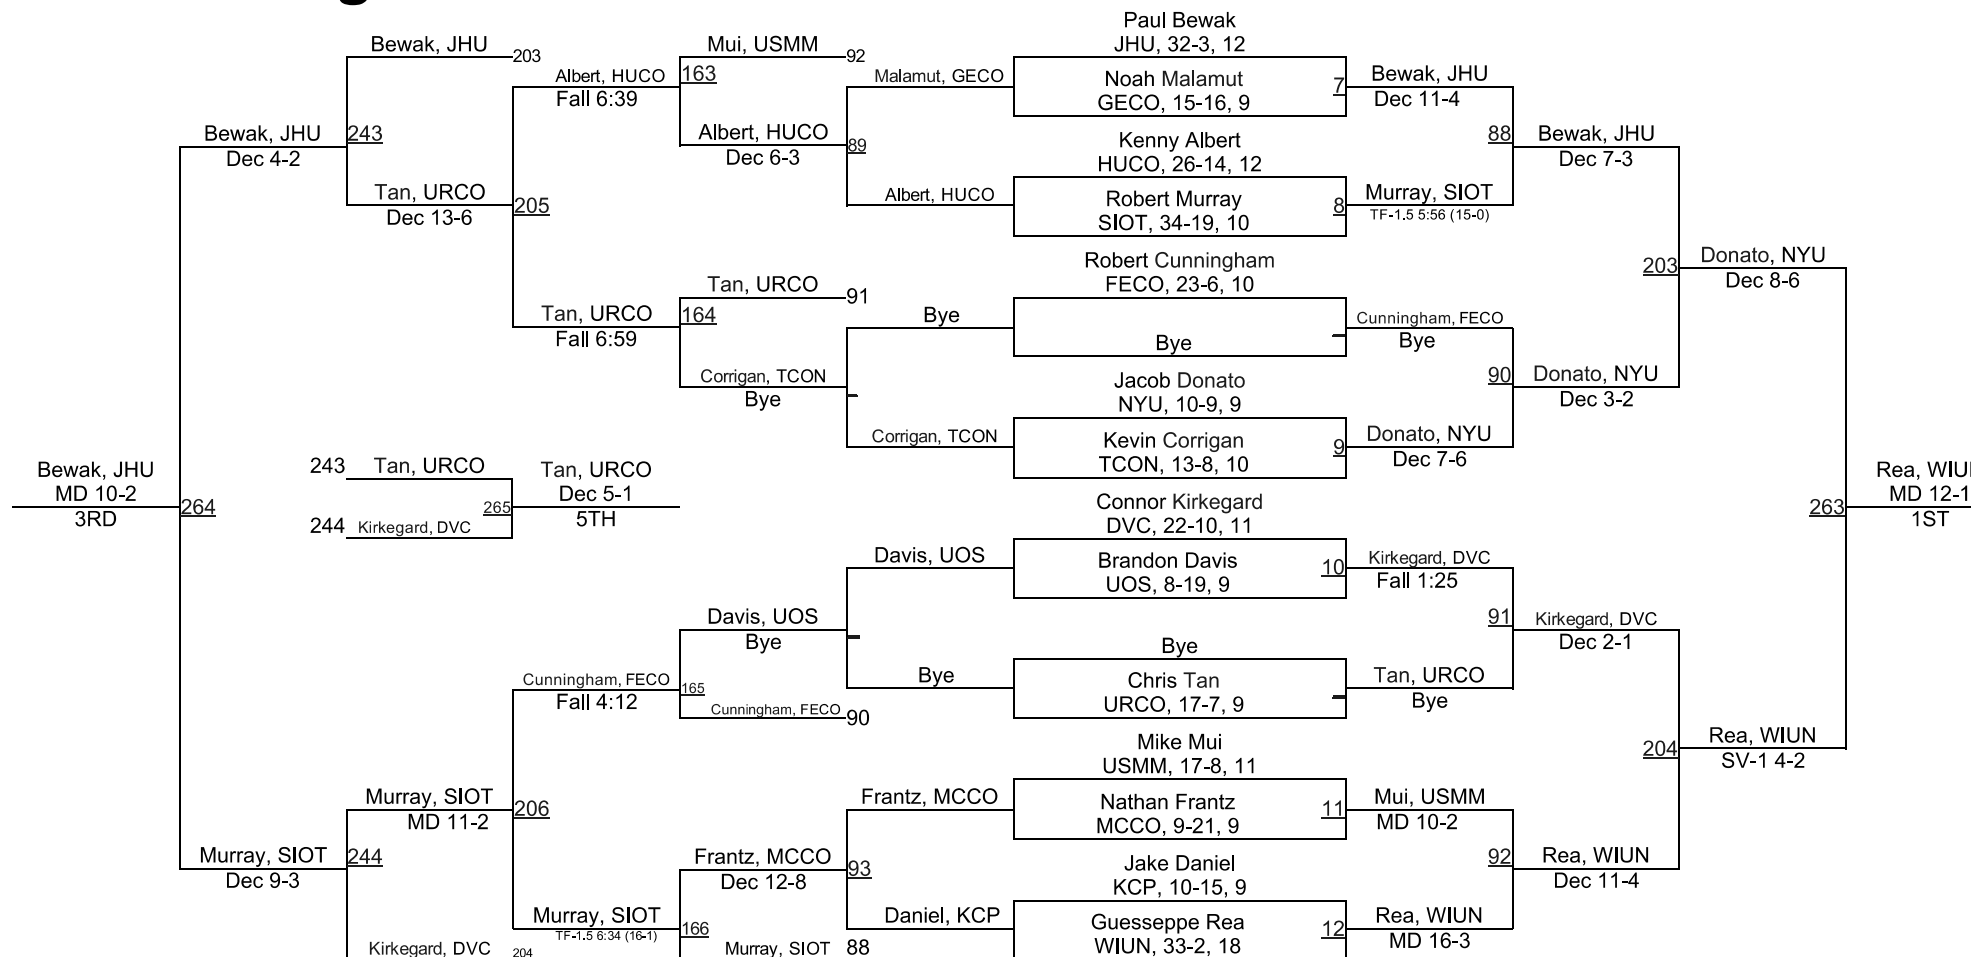 g
Bewak, JHU
203
Albert, HUCO
Fall 6:39
Mui, USMM
92
163
Albert, HUCO
Dec 6-3
89
Malamut, GECO
Albert, HUCO
Bewak, JHU
Dec 4-2
243
Tan, URCO
Dec 13-6
205
Tan, URCO
Fall 6:59
Tan, URCO
91
164
Corrigan, TCON
Bye
Bye
Corrigan, TCON
Bewak, JHU
MD 10-2
3RD
264
243
Tan, URCO
244
Kirkegard, DVC
265
Tan, URCO
Dec 5-1
5TH
Davis, UOS
Bye
Davis, UOS
Bye
Cunningham, FECO
Fall 4:12
165
Cunningham, FECO
90
Murray, SIOT
MD 11-2
206
Murray, SIOT
Dec 9-3
244
Kirkegard, DVC
204
Murray, SIOT
TF-1.5 6:34 (16-1)
166
Murray, SIOT
88
Frantz, MCCO
Dec 12-8
93
Frantz, MCCO
Daniel, KCP
Paul Bewak
JHU, 32-3, 12
Noah Malamut
GECO, 15-16, 9
7
Kenny Albert
HUCO, 26-14, 12
Robert Murray
SIOT, 34-19, 10
8
Robert Cunningham
FECO, 23-6, 10
Bye
Jacob Donato
NYU, 10-9, 9
Kevin Corrigan
TCON, 13-8, 10
9
Connor Kirkegard
DVC, 22-10, 11
Brandon Davis
UOS, 8-19, 9
10
Bye
Chris Tan
URCO, 17-7, 9
Mike Mui
USMM, 17-8, 11
Nathan Frantz
MCCO, 9-21, 9
11
Jake Daniel
KCP, 10-15, 9
Guesseppe Rea
WIUN, 33-2, 18
12
Bewak, JHU
Dec 11-4
88
Murray, SIOT
TF-1.5 5:56 (15-0)
Bewak, JHU
Dec 7-3
203
Cunningham, FECO
Bye
90
Donato, NYU
Dec 7-6
Donato, NYU
Dec 3-2
Donato, NYU
Dec 8-6
Kirkegard, DVC
Fall 1:25
91
Tan, URCO
Bye
Kirkegard, DVC
Dec 2-1
204
Mui, USMM
MD 10-2
92
Rea, WIUN
MD 16-3
Rea, WIUN
Dec 11-4
Rea, WIUN
SV-1 4-2
263
Rea, WIU
MD 12-1
1ST